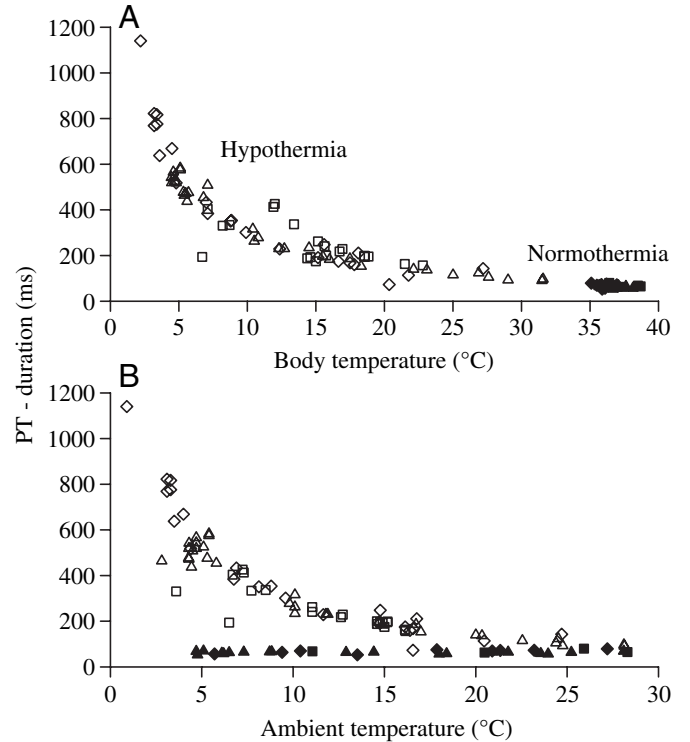 A
1200
1000
800
600
400
200
0
Hypothermia
Normothermia
0 5 10 15 20 25 30 35 40
Body temperature (°C)
PT - duration (ms)
B
1200
1000
800
600
400
200
0
0 5 10 15 20 25 30
Ambient temperature (°C)